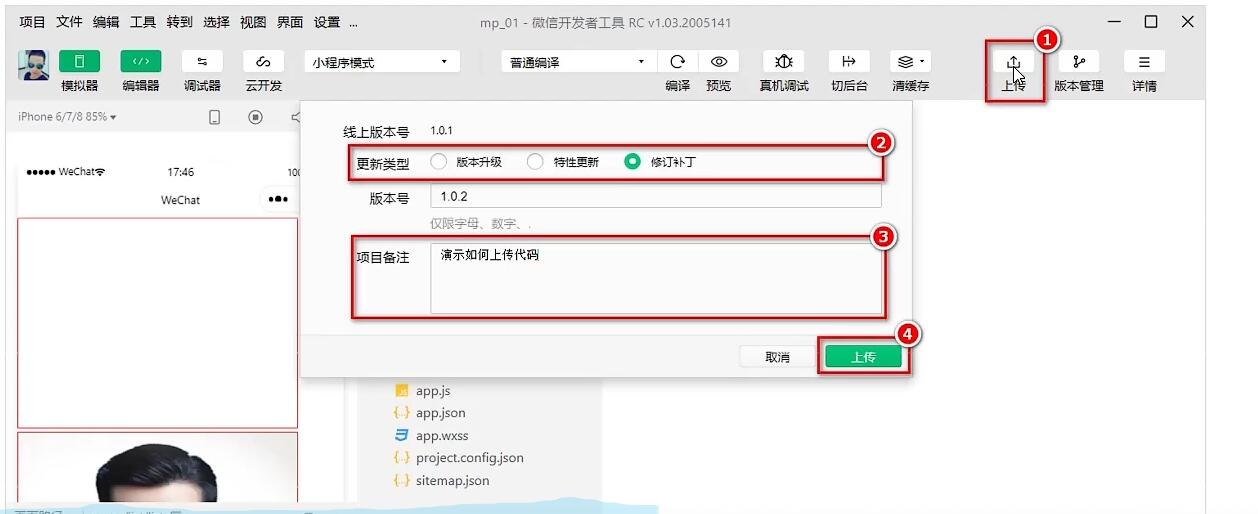 项目 文件 编辑 工具 转到 选择 视图 界面 设置 ... mp_01 - 微信开发者工具 RC v1.03.2005141
1
小程序模式 普通编译
模拟器 编辑器 调试器 云开发 编译 预览 真机调试 切后台 清缓存 上传 版本管理 详情
iPhone 6/7/8 85%
线上版本号 1.0.1
2
更新类型 版本升级 特性更新 修订补丁
WeChat 17:46 100
版本号 1.0.2
WeChat
仅限字母、数字、.
3
项目备注 演示如何上传代码
4
取消 上传
app.js
app.json
app.wxss
project.config.json
sitemap.json